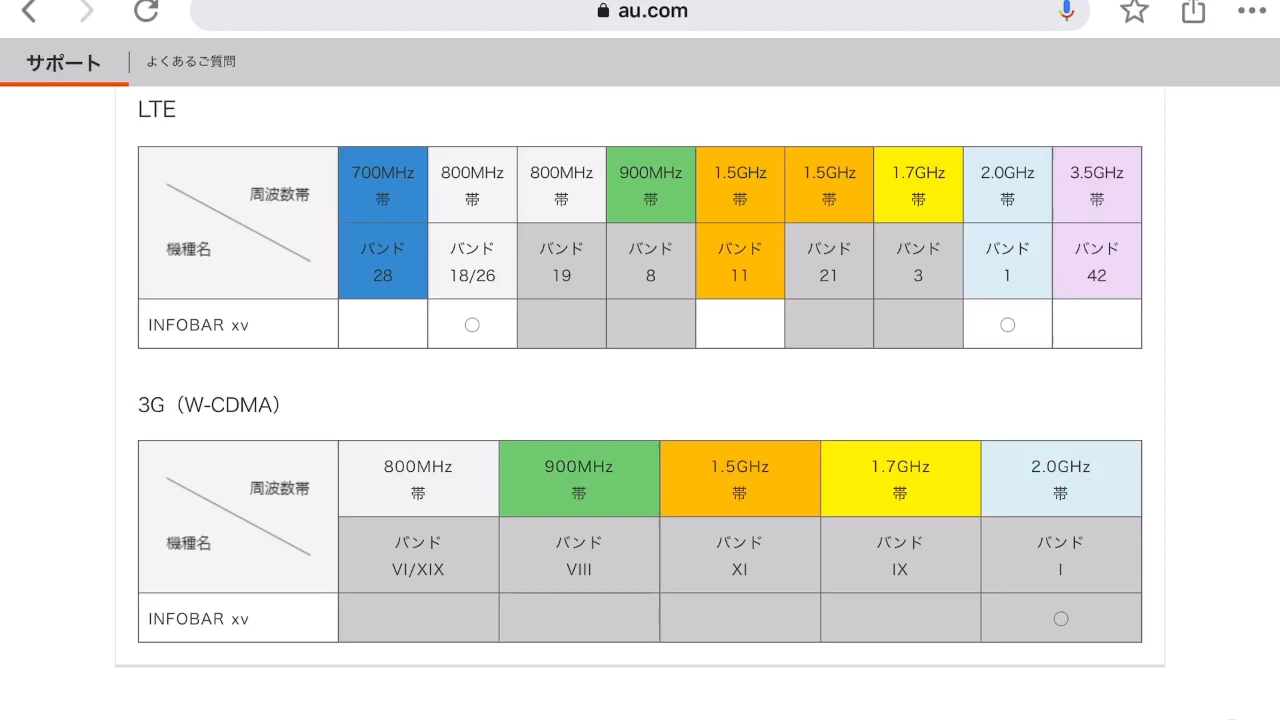 au.com
サポート
よくあるご質問
LTE
周波数帯
機種名
700MHz
帯
800MHz
帯
800MHz
帯
900MHz
帯
1.5GHz
帯
1.5GHz
帯
1.7GHz
帯
2.0GHz
帯
3.5GHz
帯
バンド
28
バンド
18/26
バンド
19
バンド
8
バンド
11
バンド
21
バンド
3
バンド
1
バンド
42
INFOBAR xv ○ ○
3G（W-CDMA）
周波数帯
機種名
800MHz
帯
900MHz
帯
1.5GHz
帯
1.7GHz
帯
2.0GHz
帯
バンド
VI/XIX
バンド
VIII
バンド
XI
バンド
IX
バンド
I
INFOBAR xv ○